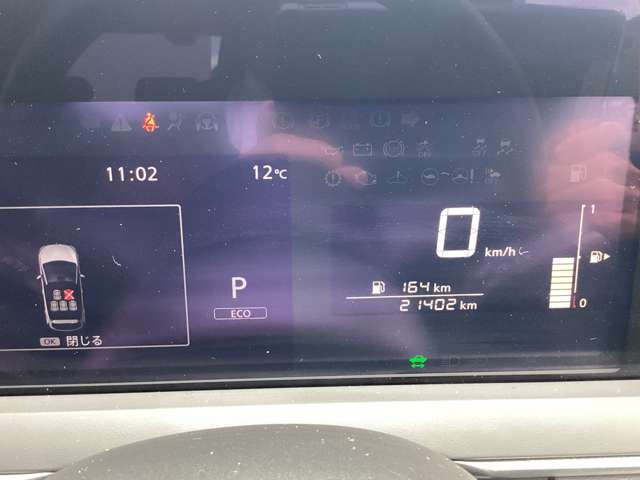 11:02
12℃
0 km/h
1
P
ECO
164 km
21402 km
0
OK 閉じる